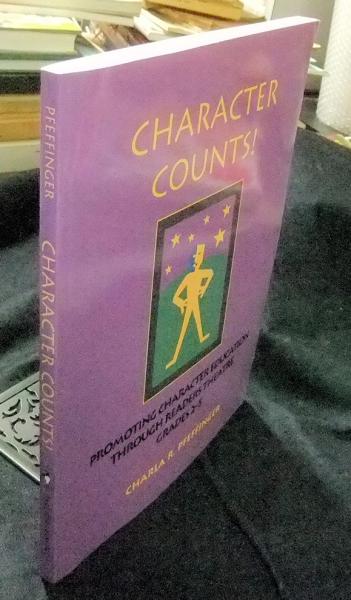 PFEFFINGER
CHARACTER COUNTS!
CHARACTER
COUNTS!
PROMOTING CHARACTER EDUCATION
THROUGH READERS THEATRE
GRADES 2-5
CHARLA R. PFEFFINGER